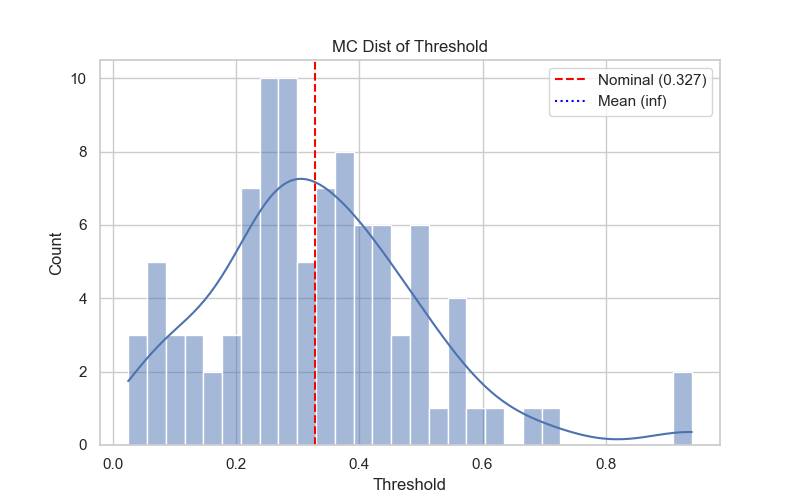 MC Dist of Threshold
Nominal (0.327)
Mean (inf)
Count
10
8
6
4
2
0
0.0 0.2 0.4 0.6 0.8
Threshold